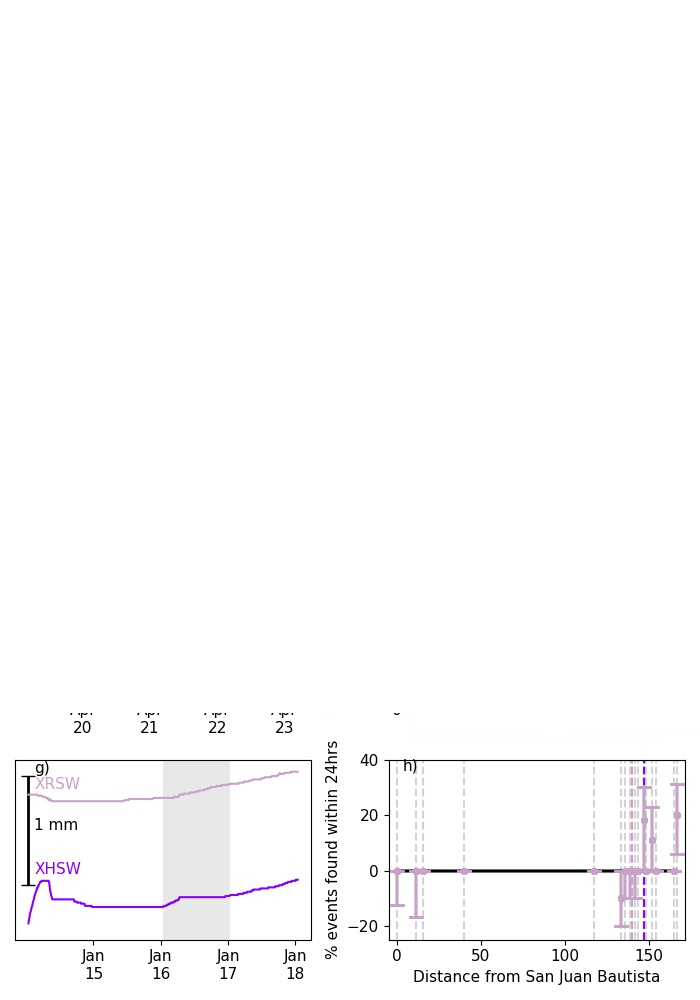 20 21 22 23
g)
XRSW
1 mm
XHSW
Jan Jan Jan Jan
15 16 17 18
% events found within 24hrs
h)
40
20
0
−20
0 50 100 150
Distance from San Juan Bautista